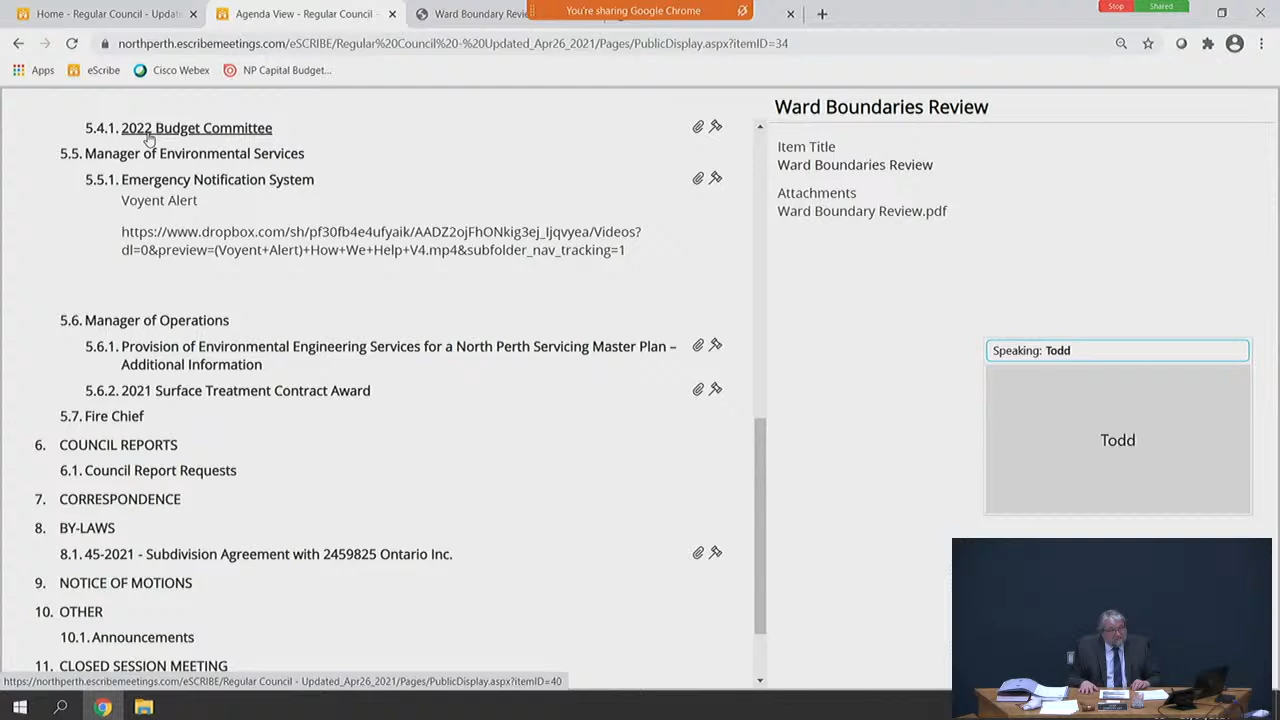 Home - Regular Council - Updat
Agenda View - Regular Council -
Ward Boundary Revi
You're sharing Google Chrome
Stop
Shared
northperth.escribemeetings.com/eSCRIBE/Regular%20Council%20-%20Updated_Apr26_2021/Pages/PublicDisplay.aspx?itemID=34
Apps
eScribe
Cisco Webex
NP Capital Budget...
5.4.1. 2022 Budget Committee
5.5. Manager of Environmental Services
5.5.1. Emergency Notification System
Voyent Alert
https://www.dropbox.com/sh/pf30fb4e4ufyaik/AADZ2ojFhONkig3ej_Ijqvyea/Videos?
dl=0&preview=(Voyent+Alert)+How+We+Help+V4.mp4&subfolder_nav_tracking=1
5.6. Manager of Operations
5.6.1. Provision of Environmental Engineering Services for a North Perth Servicing Master Plan –
Additional Information
5.6.2. 2021 Surface Treatment Contract Award
5.7. Fire Chief
6. COUNCIL REPORTS
6.1. Council Report Requests
7. CORRESPONDENCE
8. BY-LAWS
8.1. 45-2021 - Subdivision Agreement with 2459825 Ontario Inc.
9. NOTICE OF MOTIONS
10. OTHER
10.1. Announcements
11. CLOSED SESSION MEETING
https://northperth.escribemeetings.com/eSCRIBE/Regular Council - Updated_Apr26_2021/Pages/PublicDisplay.aspx?itemID=40
Ward Boundaries Review
Item Title
Ward Boundaries Review
Attachments
Ward Boundary Review.pdf
Speaking: Todd
Todd